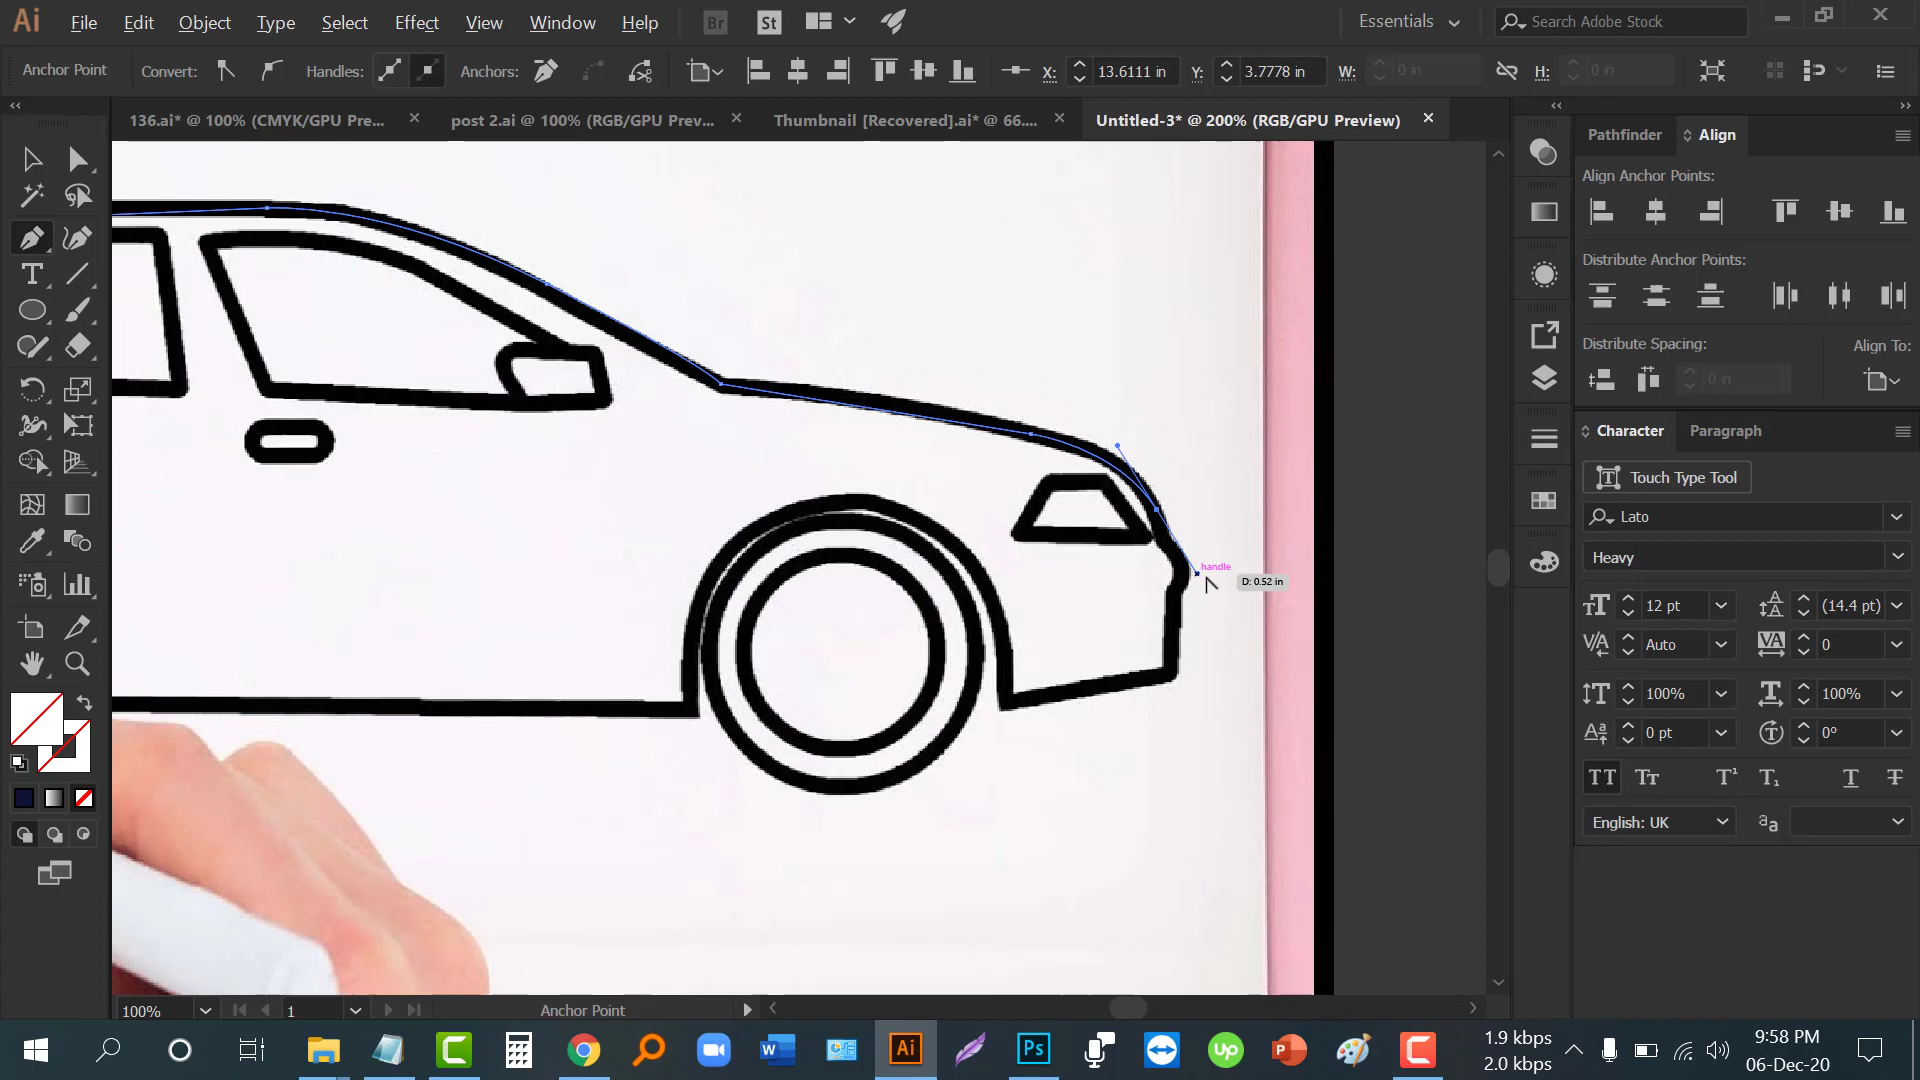 Ai File Edit Object Type Select Effect View Window Help Br St Essentials Search Adobe Stock
Anchor Point Convert: Handles: Anchors: X: 13.6111 in Y: 3.7778 in W: 0 in H: 0 in
136.ai* @ 100% (CMYK/GPU Pre... post 2.ai @ 100% (RGB/GPU Prev... Thumbnail [Recovered].ai* @ 66.... Untitled-3* @ 200% (RGB/GPU Preview)
Pathfinder Align
Align Anchor Points:
Distribute Anchor Points:
Distribute Spacing: Align To:
0 in
Character Paragraph
Touch Type Tool
Lato
Heavy
handle
D: 0.52 in
12 pt (14.4 pt)
Auto 0
100% 100%
0 pt 0°
English: UK
100% 1 Anchor Point
1.9 kbps
2.0 kbps
9:58 PM
06-Dec-20